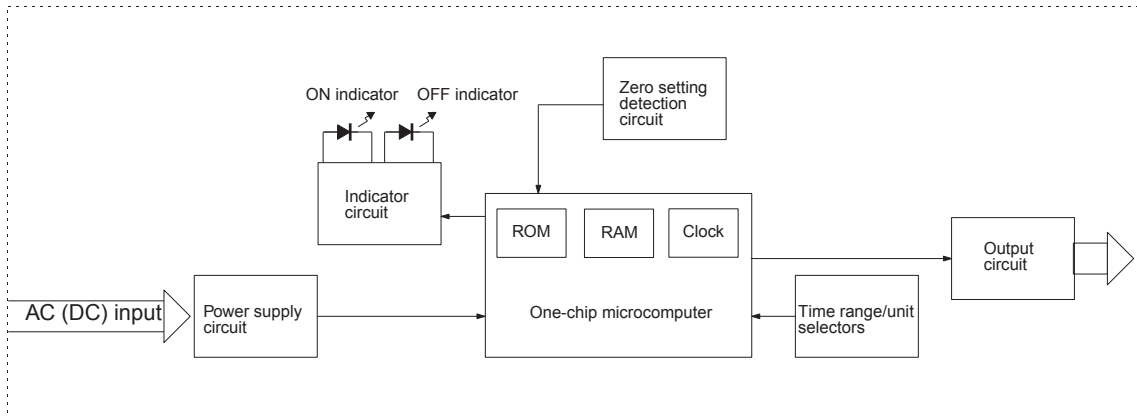 Zero setting
detection
circuit
ON indicator
OFF indicator
Indicator
circuit
ROM
RAM
Clock
Output
circuit
AC (DC) input
Power supply
circuit
One-chip microcomputer
Time range/unit
selectors